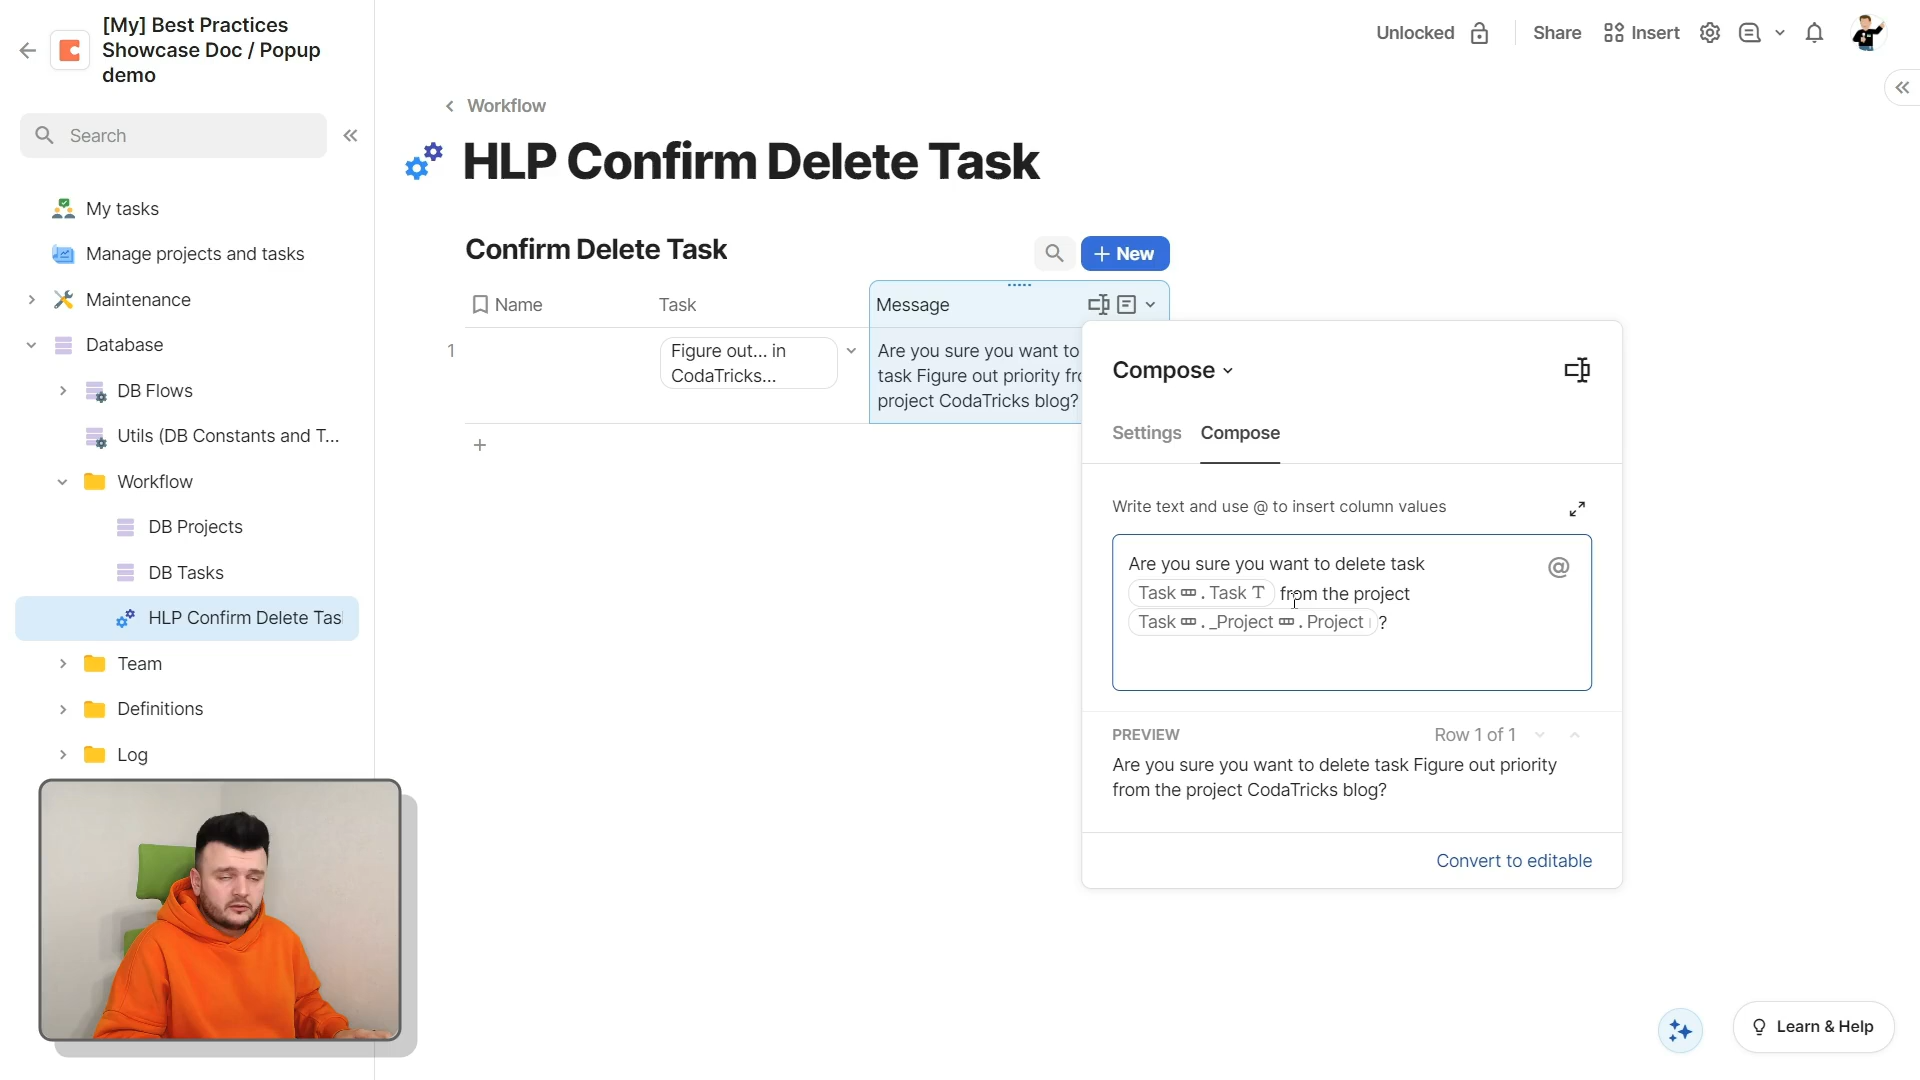 [My] Best Practices
Showcase Doc / Popup
demo
Search
My tasks
Manage projects and tasks
Maintenance
Database
DB Flows
Utils (DB Constants and T...
Workflow
DB Projects
DB Tasks
HLP Confirm Delete Tas
Team
Definitions
Log
Unlocked
Share
Insert
Workflow
HLP Confirm Delete Task
Confirm Delete Task
New
Name
Task
Message
1
Figure out... in
CodaTricks...
Are you sure you want to
task Figure out priority fr
project CodaTricks blog?
Compose
Settings
Compose
Write text and use @ to insert column values
Are you sure you want to delete task
@
Task . Task T from the project
Task . _Project . Project ?
PREVIEW
Row 1 of 1
Are you sure you want to delete task Figure out priority
from the project CodaTricks blog?
Convert to editable
Learn & Help